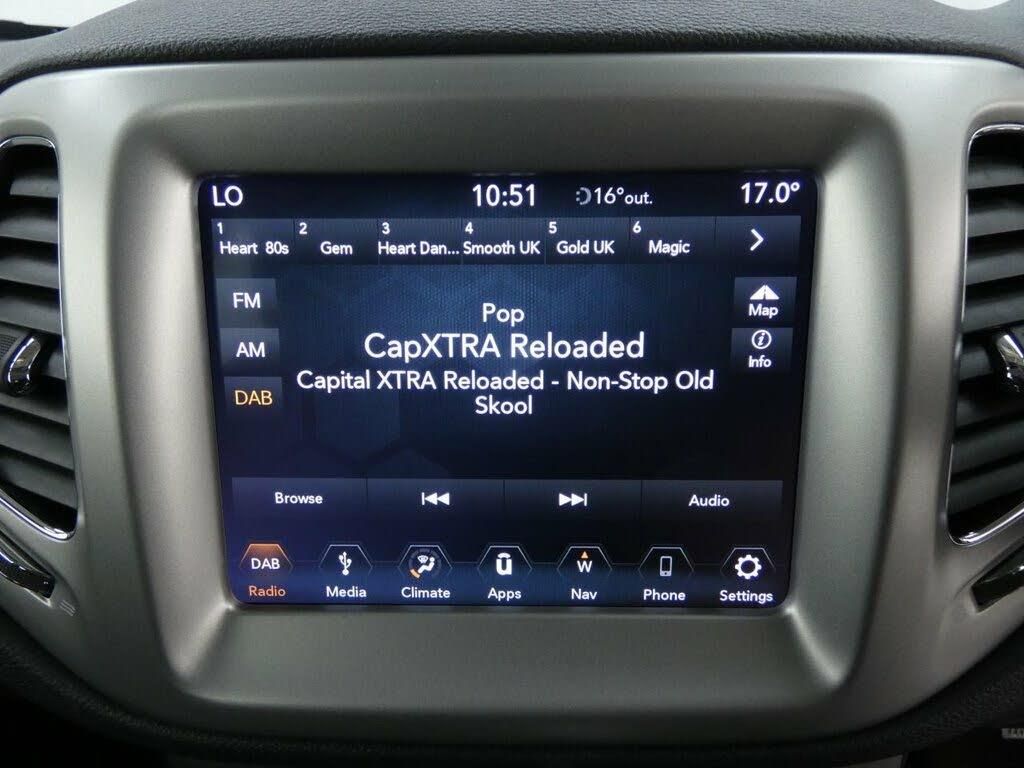 LO 10:51 16°out. 17.0°
1 2 3 4 5 6
Heart 80s Gem Heart Dan... Smooth UK Gold UK Magic
FM
AM
DAB
Pop
CapXTRA Reloaded
Capital XTRA Reloaded - Non-Stop Old
Skool
Map
Info
Browse Audio
DAB W
Radio Media Climate Apps Nav Phone Settings